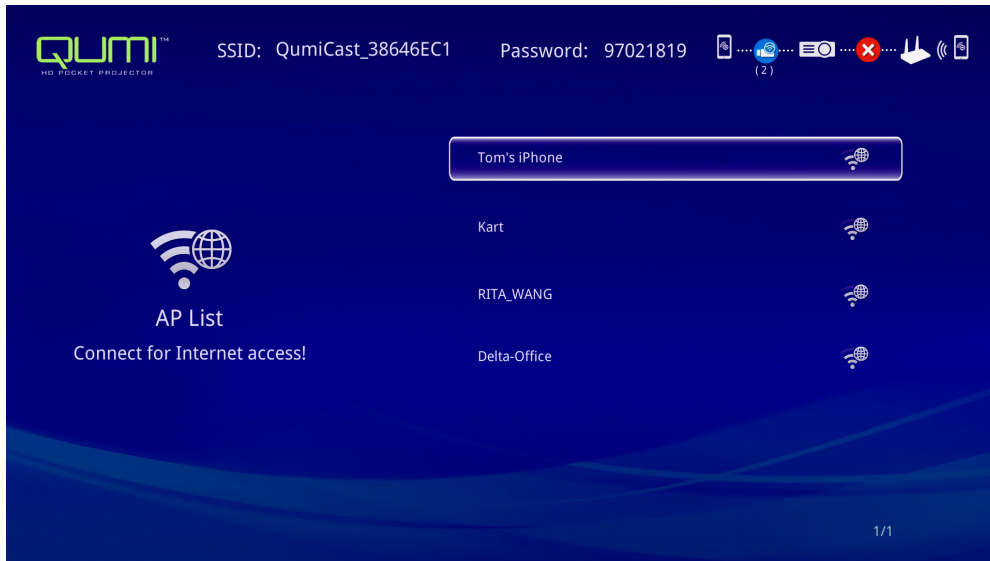 QUMI™
HD POCKET PROJECTOR
SSID: QumiCast_38646EC1
Password: 97021819
(2)
Tom's iPhone
Kart
RITA_WANG
Delta-Office
AP List
Connect for Internet access!
1/1